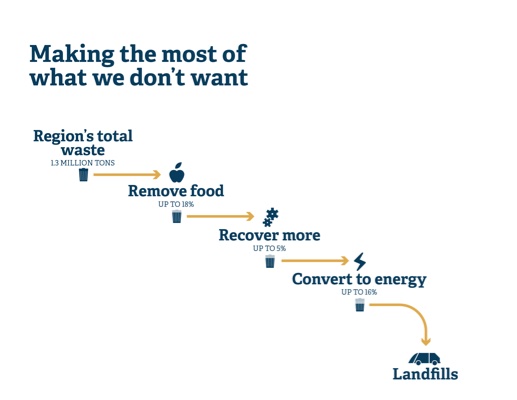 Making the most of
what we don't want
Region's total
waste
1.3 MILLION TONS
Remove food
UP TO 18%
Recover more
UP TO 5%
Convert to energy
UP TO 16%
Landfills